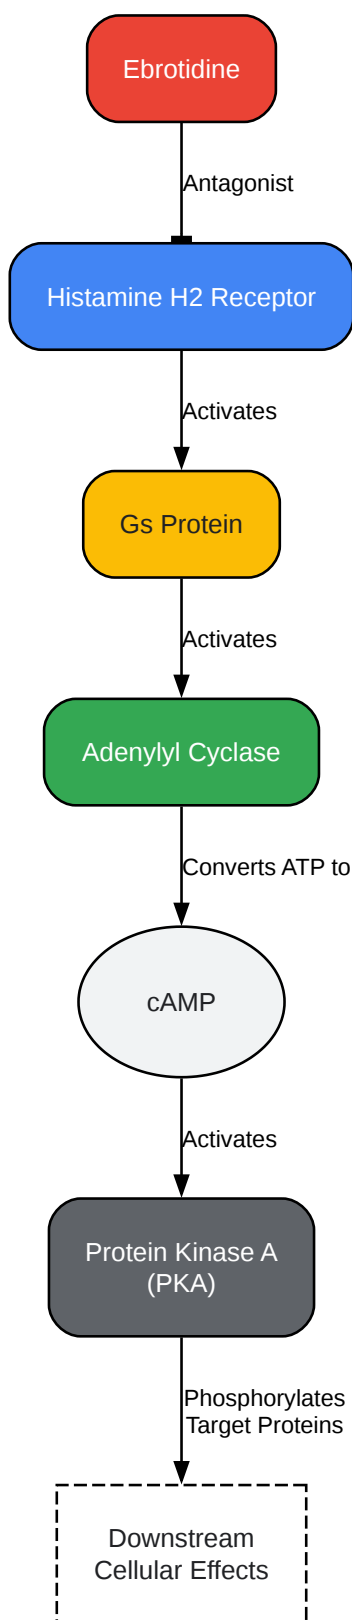 Ebrotidine
Antagonist
Histamine H2 Receptor
Activates
Gs Protein
Activates
Adenylyl Cyclase
Converts ATP to
cAMP
Activates
Protein Kinase A
(PKA)
Phosphorylates
Target Proteins
Downstream
Cellular Effects